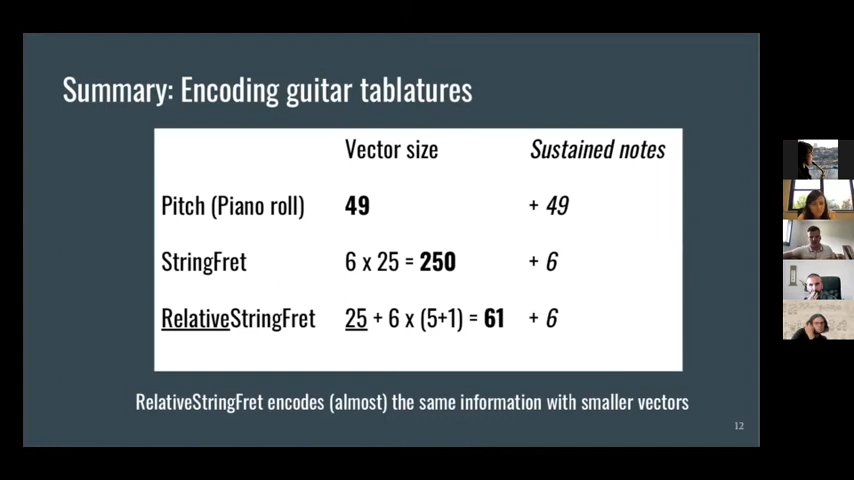 Summary: Encoding guitar tablatures
Vector size Sustained notes
Pitch (Piano roll) 49 + 49
StringFret 6 x 25 = 250 + 6
RelativeStringFret 25 + 6 x (5+1) = 61 + 6
RelativeStringFret encodes (almost) the same information with smaller vectors
12